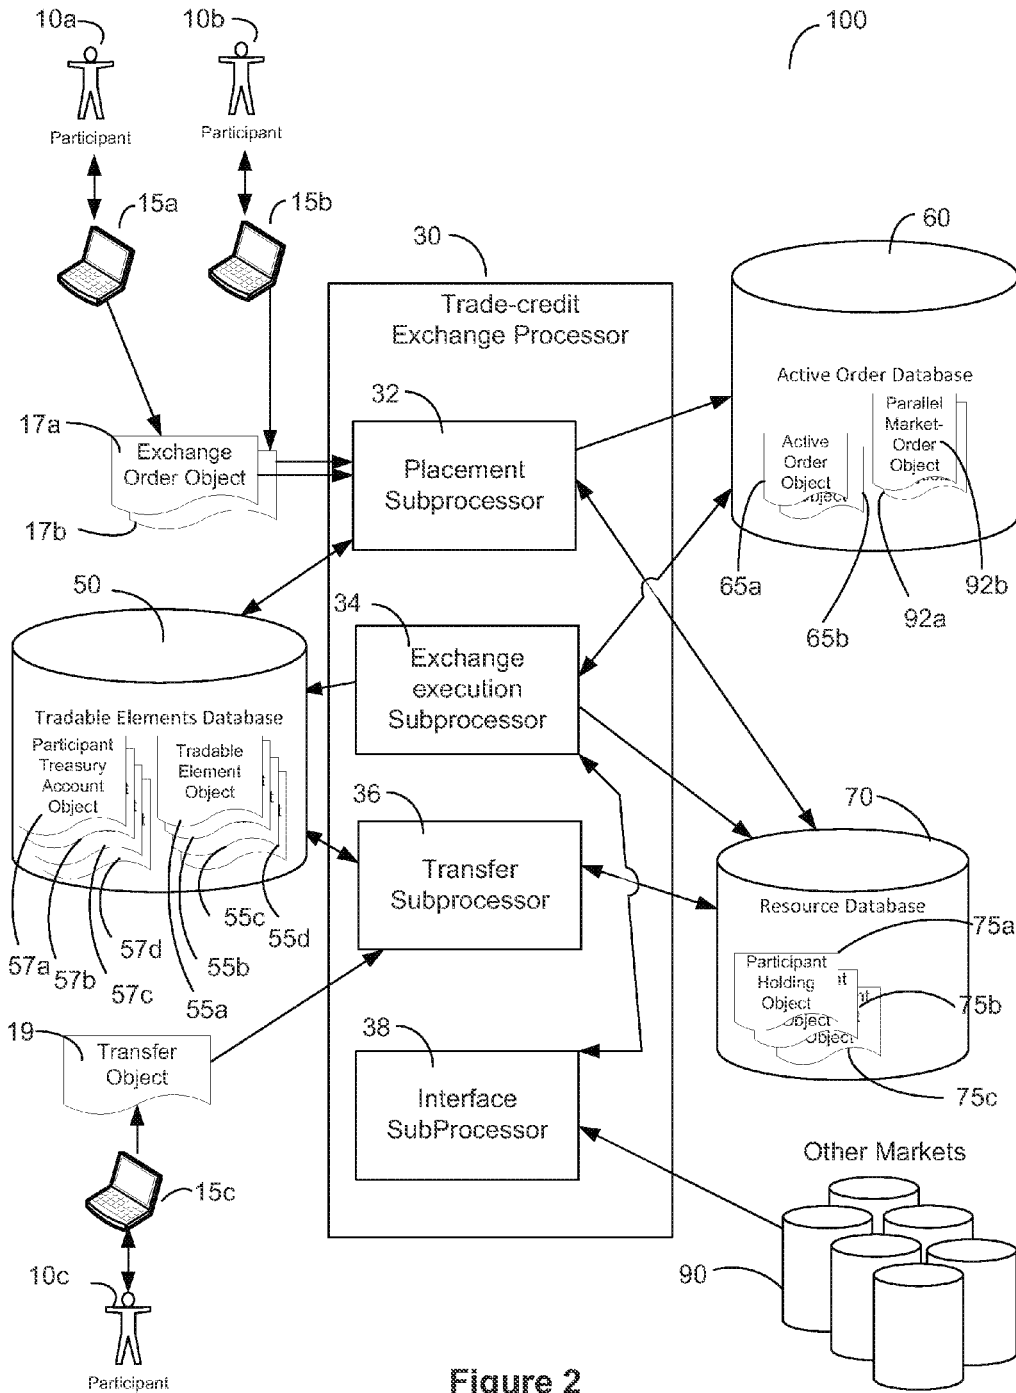 10a
10b
100
Participant
Participant
15a
15b
60
30
Trade-credit
Exchange Processor
Active Order Database
17a
32
Parallel
Market-
Order
Object
Exchange
Order Object
Active
Order
Object
Placement
Subprocessor
17b
65a
92b
92a
65b
50
34
Exchange
execution
Subprocessor
Tradable Elements Database
Participant
Treasury
Account
Object
Tradable
Element
Object
36
70
Transfer
Subprocessor
Resource Database
75a
55c
55d
57d
55b
57a
57b
57c
55a
Participant
Holding
Object
nt
75b
Object
Object
19
38
Transfer
Object
75c
Interface
SubProcessor
Other Markets
15c
10c
90
Participant
Figure 2